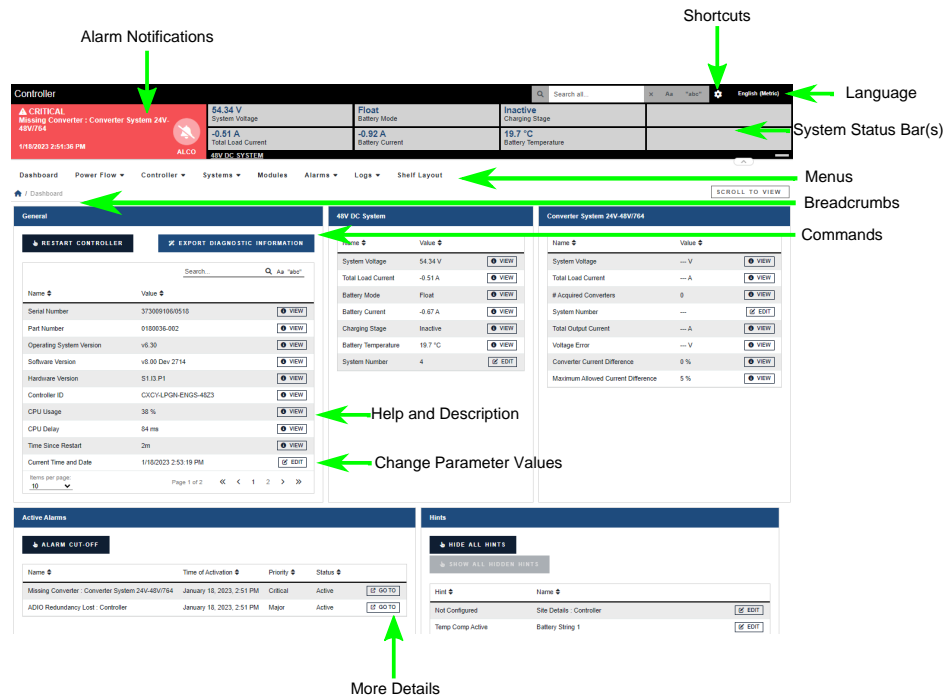 Shortcuts
Alarm Notifications
Controller
Search all...
× Aa "abc"
English (Metric)
Language
CRITICAL
Missing Converter : Converter System 24V-
48V/764
1/18/2023 2:51:36 PM
ALCO
54.34 V
System Voltage
Float
Battery Mode
Inactive
Charging Stage
-0.51 A
Total Load Current
-0.92 A
Battery Current
19.7 °C
Battery Temperature
48V DC SYSTEM
System Status Bar(s)
Dashboard Power Flow Controller Systems Modules Alarms Logs Shelf Layout
Menus
/ Dashboard
SCROLL TO VIEW
Breadcrumbs
General
RESTART CONTROLLER
EXPORT DIAGNOSTIC INFORMATION
Search...
Aa "abc"
Name Value
Serial Number 373009106/0518 VIEW
Part Number 0180036-002 VIEW
Operating System Version v6.30 VIEW
Software Version v8.00 Dev 2714 VIEW
Hardware Version S1.I3.P1 VIEW
Controller ID CXCY-LPGN-ENGS-48Z3 VIEW
CPU Usage 38 % VIEW
CPU Delay 84 ms VIEW
Time Since Restart 2m VIEW
Current Time and Date 1/18/2023 2:53:19 PM EDIT
Items per page:
10
Page 1 of 2 « < 1 2 > »
48V DC System
Name Value
System Voltage 54.34 V VIEW
Total Load Current -0.51 A VIEW
Battery Mode Float VIEW
Battery Current -0.67 A VIEW
Charging Stage Inactive VIEW
Battery Temperature 19.7 °C VIEW
System Number 4 EDIT
Converter System 24V-48V/764
Commands
Name Value
System Voltage --- V VIEW
Total Load Current --- A VIEW
# Acquired Converters 0 VIEW
System Number --- EDIT
Total Output Current --- A VIEW
Voltage Error --- V VIEW
Converter Current Difference 0 % VIEW
Maximum Allowed Current Difference 5 % VIEW
Help and Description
Change Parameter Values
Active Alarms
ALARM CUT-OFF
Name Time of Activation Priority Status
Missing Converter : Converter System 24V-48V/764 January 18, 2023, 2:51 PM Critical Active GO TO
ADIO Redundancy Lost : Controller January 18, 2023, 2:51 PM Major Active GO TO
Hints
HIDE ALL HINTS
SHOW ALL HIDDEN HINTS
Hint Name
Not Configured Site Details : Controller EDIT
Temp Comp Active Battery String 1 EDIT
More Details